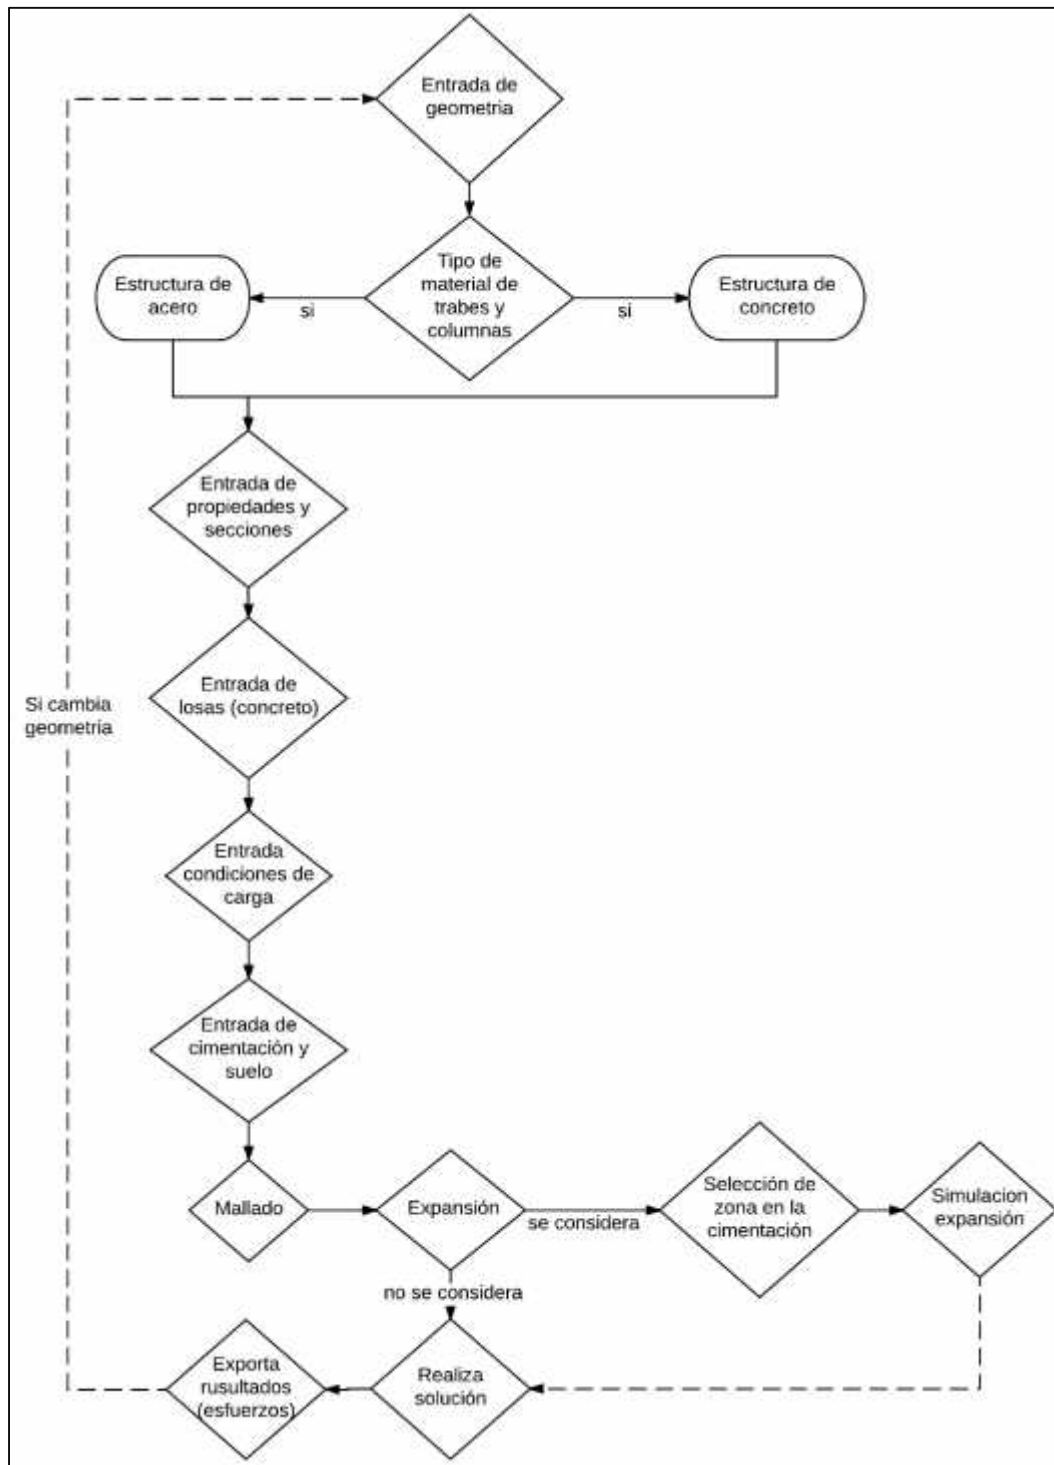 Entrada de
geometria
Tipo de
material de
trabes y
columnas
Estructura de
acero
si
si
Estructura de
concreto
Entrada de
propiedades y
secciones
Entrada de
losas (concreto)
Si cambia
geometria
Entrada
condiciones de
carga
Entrada de
cimentación y
suelo
Mallado
Expansión
se considera
Selección de
zona en la
cimentación
Simulacion
expansión
no se considera
Realiza
solución
Exporta
rusultados
(esfuerzos)